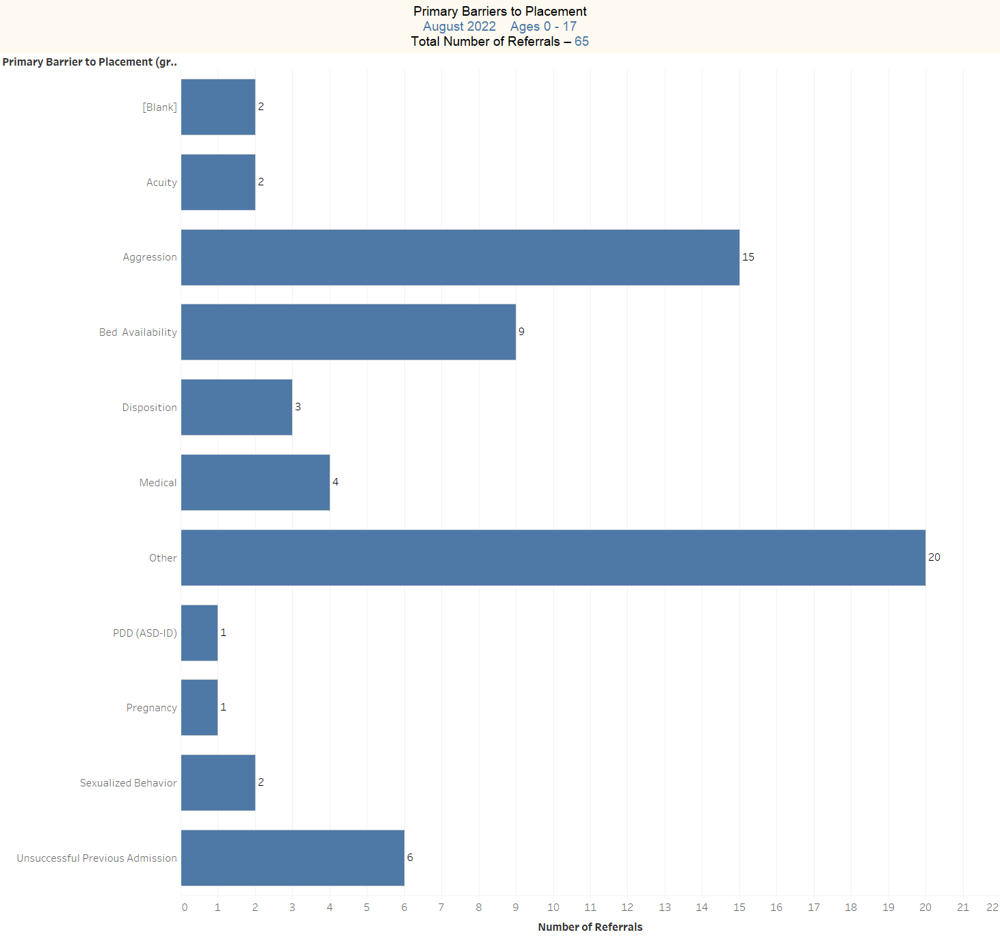 Primary Barriers to Placement
August 2022 Ages 0 - 17
Total Number of Referrals – 65
Primary Barrier to Placement (gr..
[Blank] 2
Acuity 2
Aggression 15
Bed Availability 9
Disposition 3
Medical 4
Other 20
PDD (ASD-ID) 1
Pregnancy 1
Sexualized Behavior 2
Unsuccessful Previous Admission 6
0 1 2 3 4 5 6 7 8 9 10 11 12 13 14 15 16 17 18 19 20 21 22
Number of Referrals